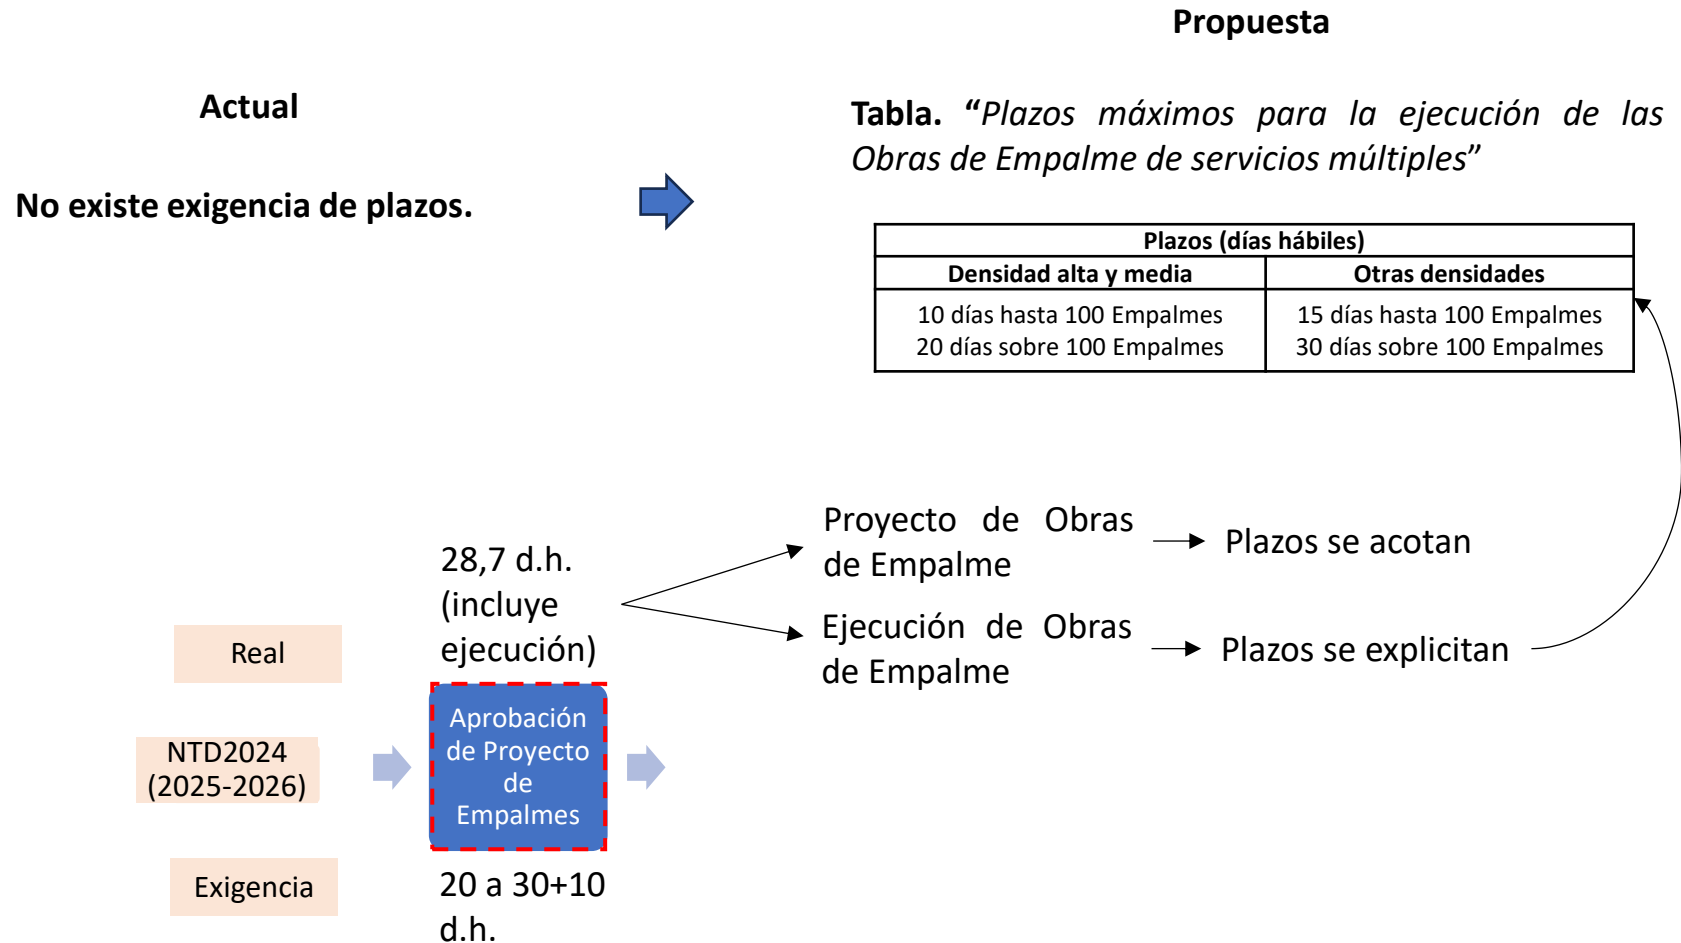 Propuesta
Actual
Tabla. “Plazos máximos para la ejecución de las
Obras de Empalme de servicios múltiples”
No existe exigencia de plazos.
Plazos (días hábiles)
Densidad alta y media
Otras densidades
10 días hasta 100 Empalmes
20 días sobre 100 Empalmes
15 días hasta 100 Empalmes
30 días sobre 100 Empalmes
28,7 d.h.
(incluye
ejecución)
Proyecto de Obras
de Empalme
Plazos se acotan
Ejecución de Obras
de Empalme
Plazos se explicitan
Real
NTD2024
(2025-2026)
Aprobación
de Proyecto
de
Empalmes
Exigencia
20 a 30+10
d.h.